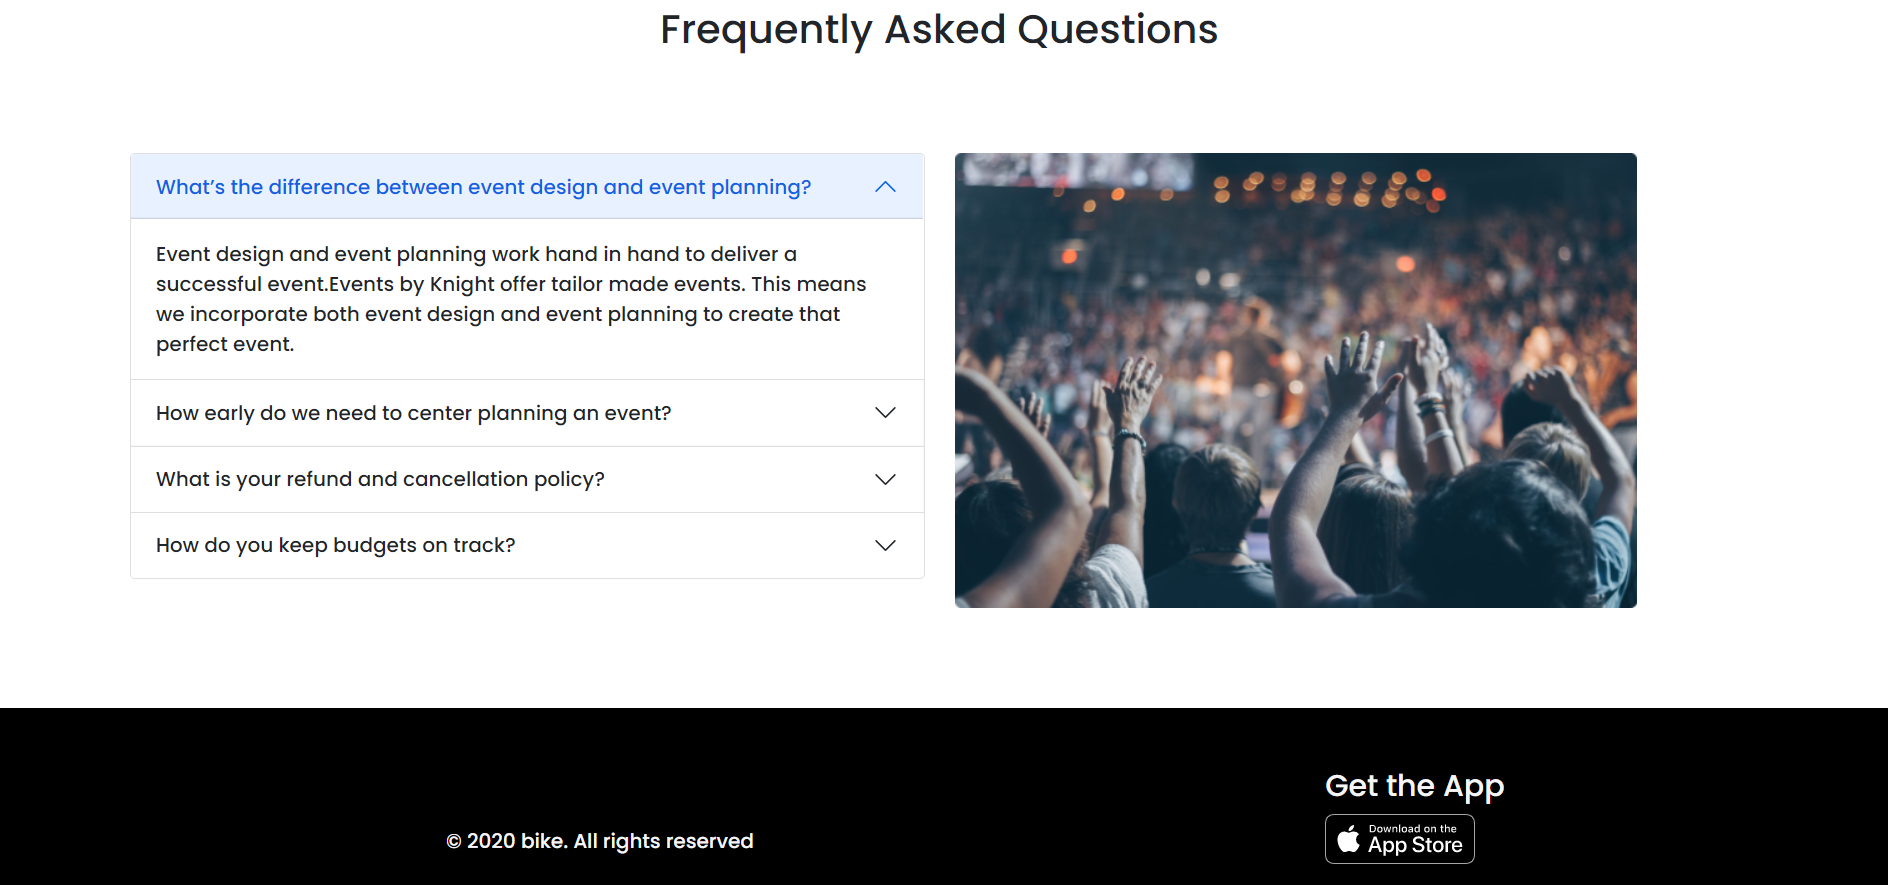 Frequently Asked Questions
What’s the difference between event design and event planning?
Event design and event planning work hand in hand to deliver a
successful event.Events by Knight offer tailor made events. This means
we incorporate both event design and event planning to create that
perfect event.
How early do we need to center planning an event?
What is your refund and cancellation policy?
How do you keep budgets on track?
Get the App
© 2020 bike. All rights reserved
Download on the
App Store